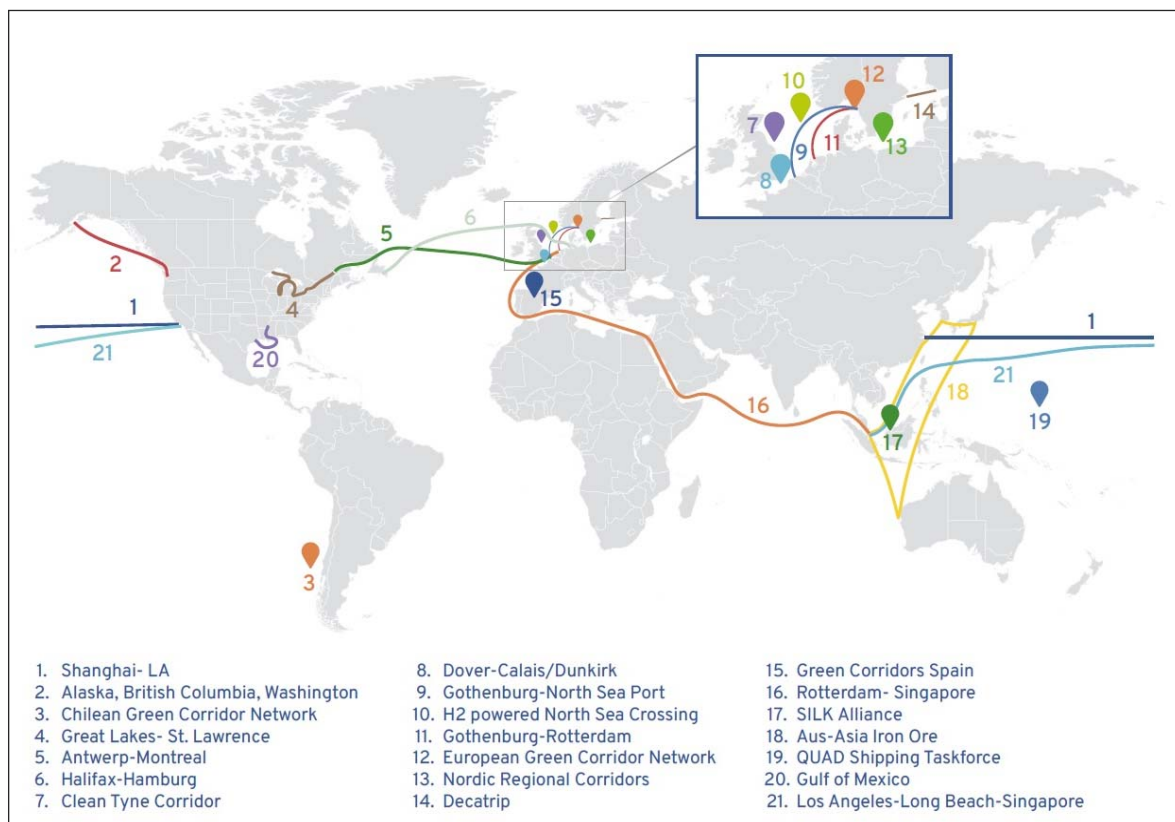 12
10
14
7
13
11
9
8
6
5
2
15
4
1
1
21
20
21
16
18
19
17
3
1. Shanghai- LA
2. Alaska, British Columbia, Washington
3. Chilean Green Corridor Network
4. Great Lakes- St. Lawrence
5. Antwerp-Montreal
6. Halifax-Hamburg
7. Clean Tyne Corridor
8. Dover-Calais/Dunkirk
9. Gothenburg-North Sea Port
10. H2 powered North Sea Crossing
11. Gothenburg-Rotterdam
12. European Green Corridor Network
13. Nordic Regional Corridors
14. Decatrip
15. Green Corridors Spain
16. Rotterdam- Singapore
17. SILK Alliance
18. Aus-Asia Iron Ore
19. QUAD Shipping Taskforce
20. Gulf of Mexico
21. Los Angeles-Long Beach-Singapore